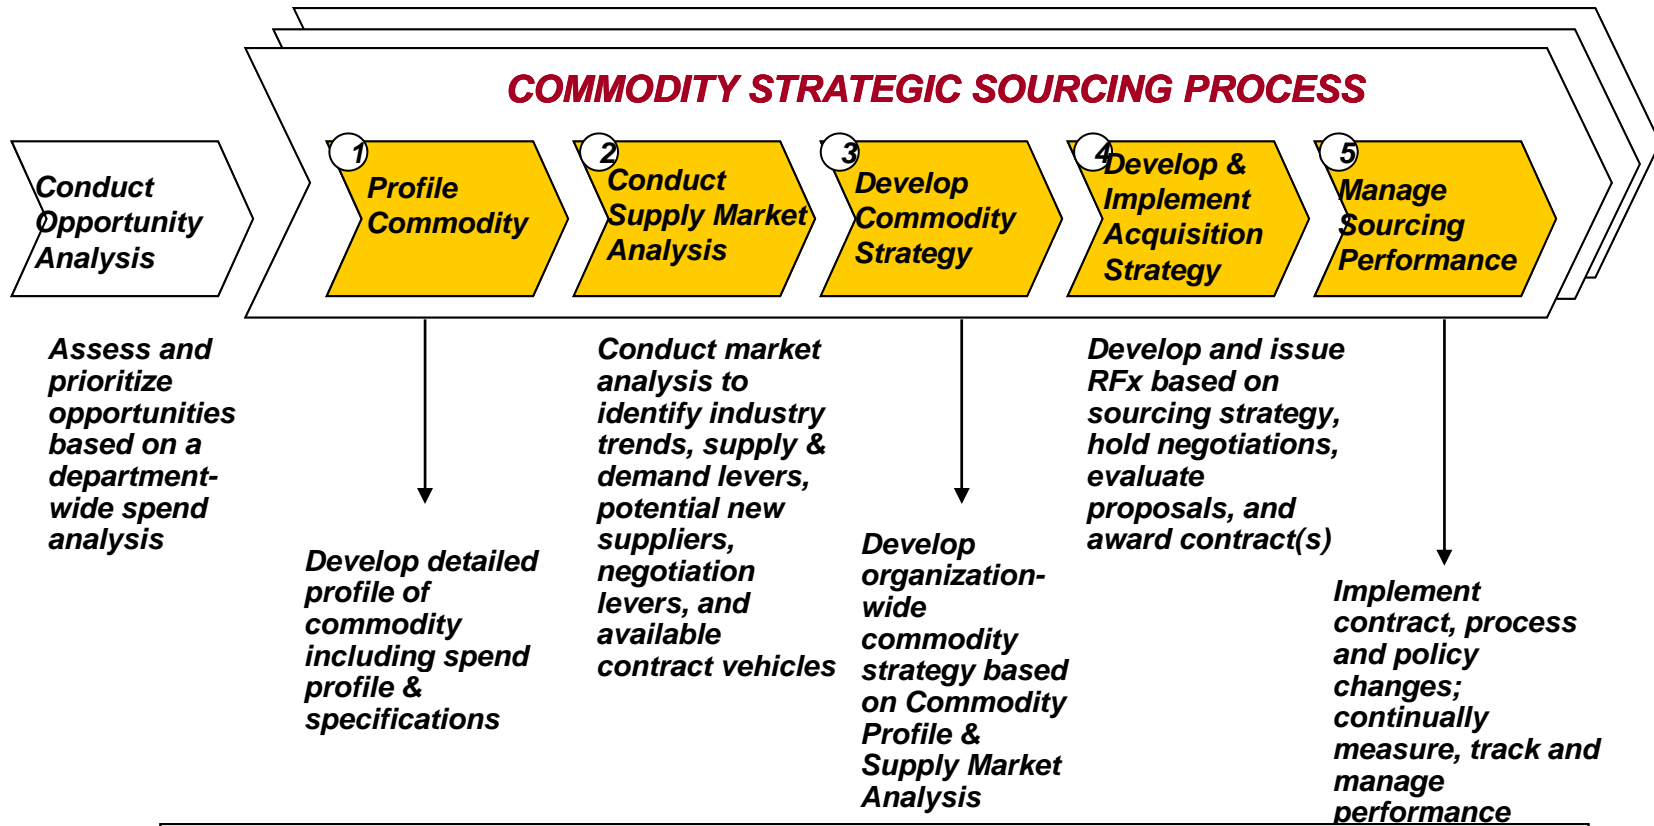 COMMODITY STRATEGIC SOURCING PROCESS
Conduct
Opportunity
Analysis
1
Profile
Commodity
2
Conduct
Supply Market
Analysis
3
Develop
Commodity
Strategy
4
Develop &
Implement
Acquisition
Strategy
5
Manage
Sourcing
Performance
Assess and
prioritize
opportunities
based on a
department-
wide spend
analysis
Develop detailed
profile of
commodity
including spend
profile &
specifications
Conduct market
analysis to
identify industry
trends, supply &
demand levers,
potential new
suppliers,
negotiation
levers, and
available
contract vehicles
Develop
organization-
wide
commodity
strategy based
on Commodity
Profile &
Supply Market
Analysis
Develop and issue
RFx based on
sourcing strategy,
hold negotiations,
evaluate
proposals, and
award contract(s)
Implement
contract, process
and policy
changes;
continually
measure, track and
manage
performance